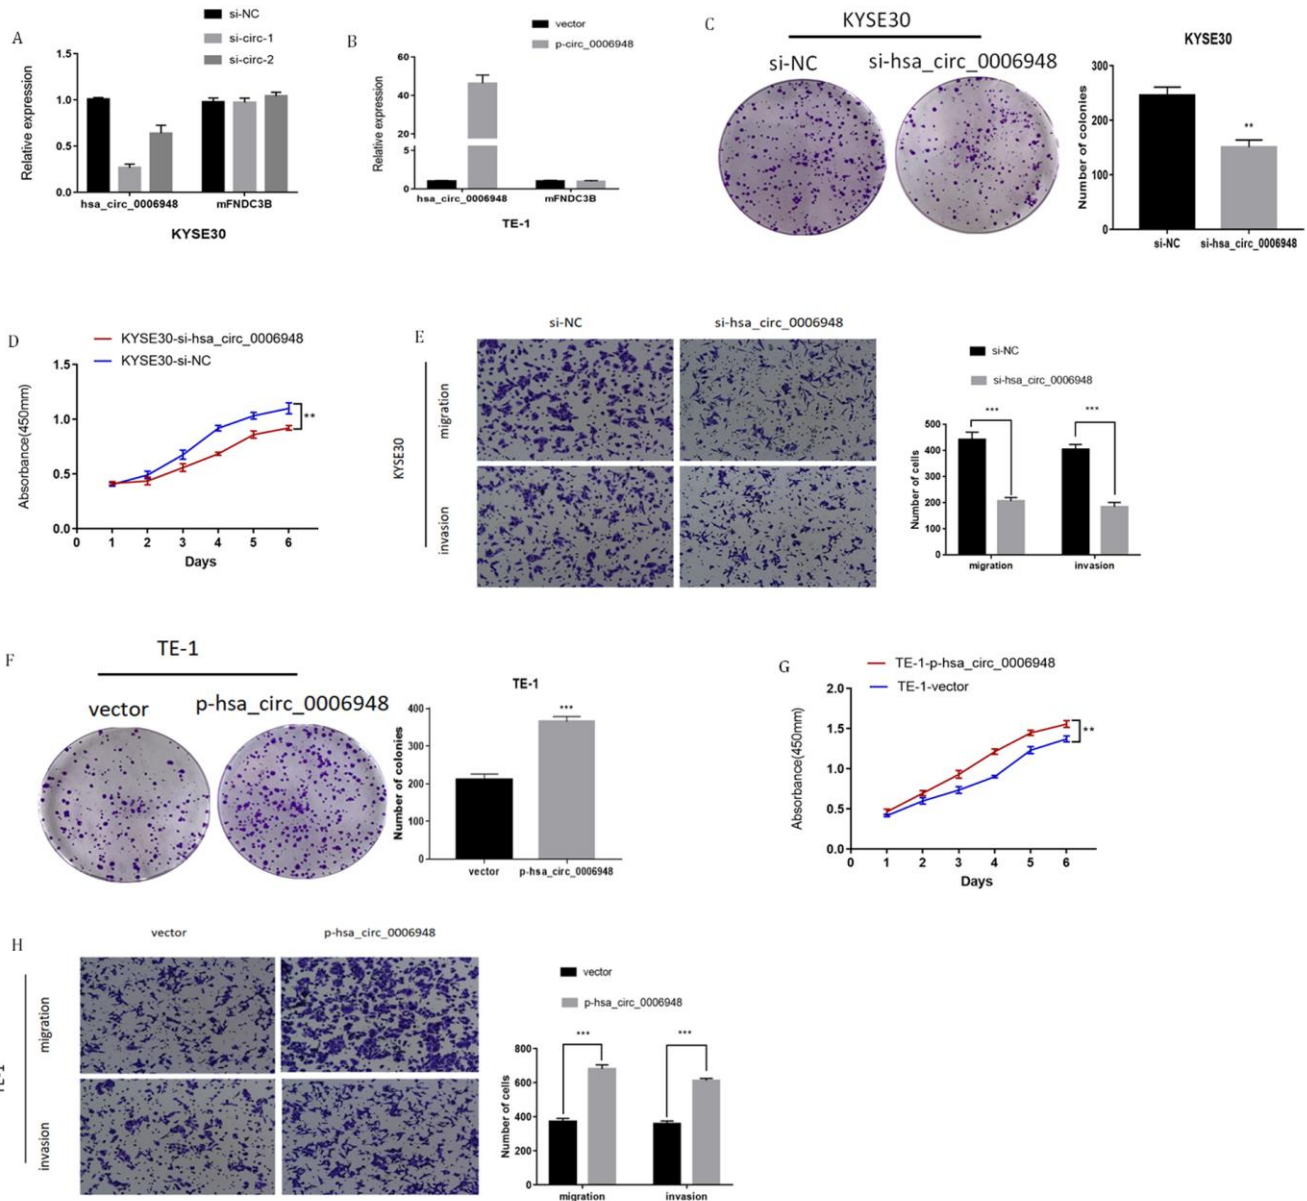 A
si-NC
si-circ-1
si-circ-2
Relative expression
1.5
1.0
0.5
0.0
hsa_circ_0006948
mFNDC3B
KYSE30
B
vector
p-circ_0006948
Relative expression
60
40
20
5
0
hsa_circ_0006948
mFNDC3B
TE-1
C
KYSE30
si-NC
si-hsa_circ_0006948
KYSE30
Number of colonies
300
200
100
0
**
si-NC
si-hsa_circ_0006948
D
KYSE30-si-hsa_circ_0006948
KYSE30-si-NC
Absorbance(450mm)
1.5
1.0
0.5
0.0
**
0 1 2 3 4 5 6
Days
E
si-NC
si-hsa_circ_0006948
KYSE30
migration
invasion
si-NC
si-hsa_circ_0006948
Number of cells
500
400
300
200
100
0
***
***
migration
invasion
F
TE-1
vector
p-hsa_circ_0006948
TE-1
Number of colonies
400
300
200
100
0
***
vector
p-hsa_circ_0006948
G
TE-1-p-hsa_circ_0006948
TE-1-vector
Absorbance(450mm)
2.0
1.5
1.0
0.5
0.0
**
0 1 2 3 4 5 6
Days
H
vector
p-hsa_circ_0006948
TE-1
migration
invasion
vector
p-hsa_circ_0006948
Number of cells
800
600
400
200
0
***
***
migration
invasion